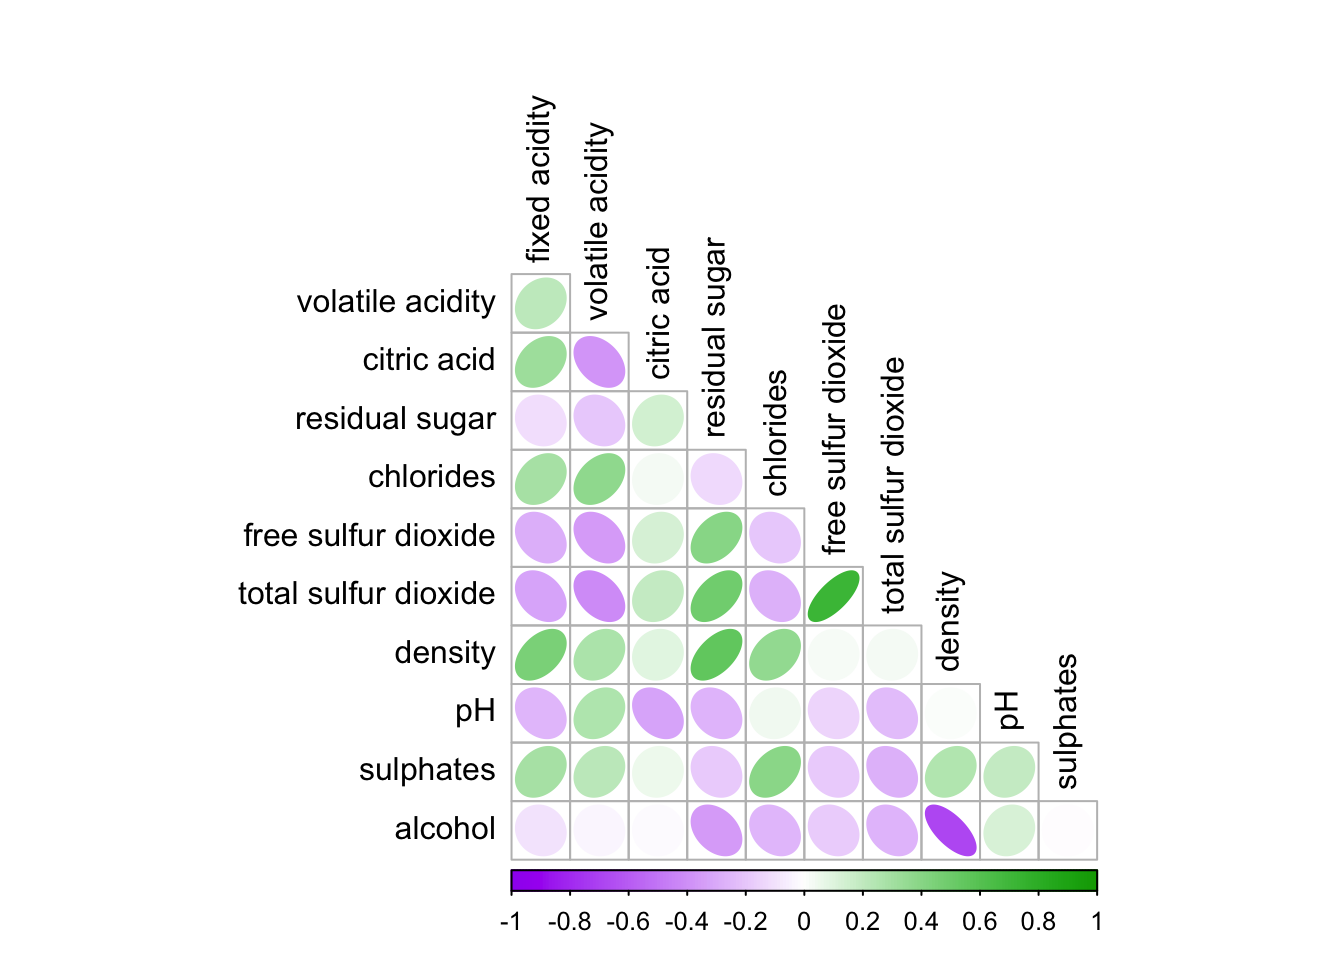 fixed acidity
volatile acidity
citric acid
residual sugar
chlorides
free sulfur dioxide
total sulfur dioxide
density
pH
sulphates
volatile acidity
citric acid
residual sugar
chlorides
free sulfur dioxide
total sulfur dioxide
density
pH
sulphates
alcohol
-1 -0.8 -0.6 -0.4 -0.2 0 0.2 0.4 0.6 0.8 1